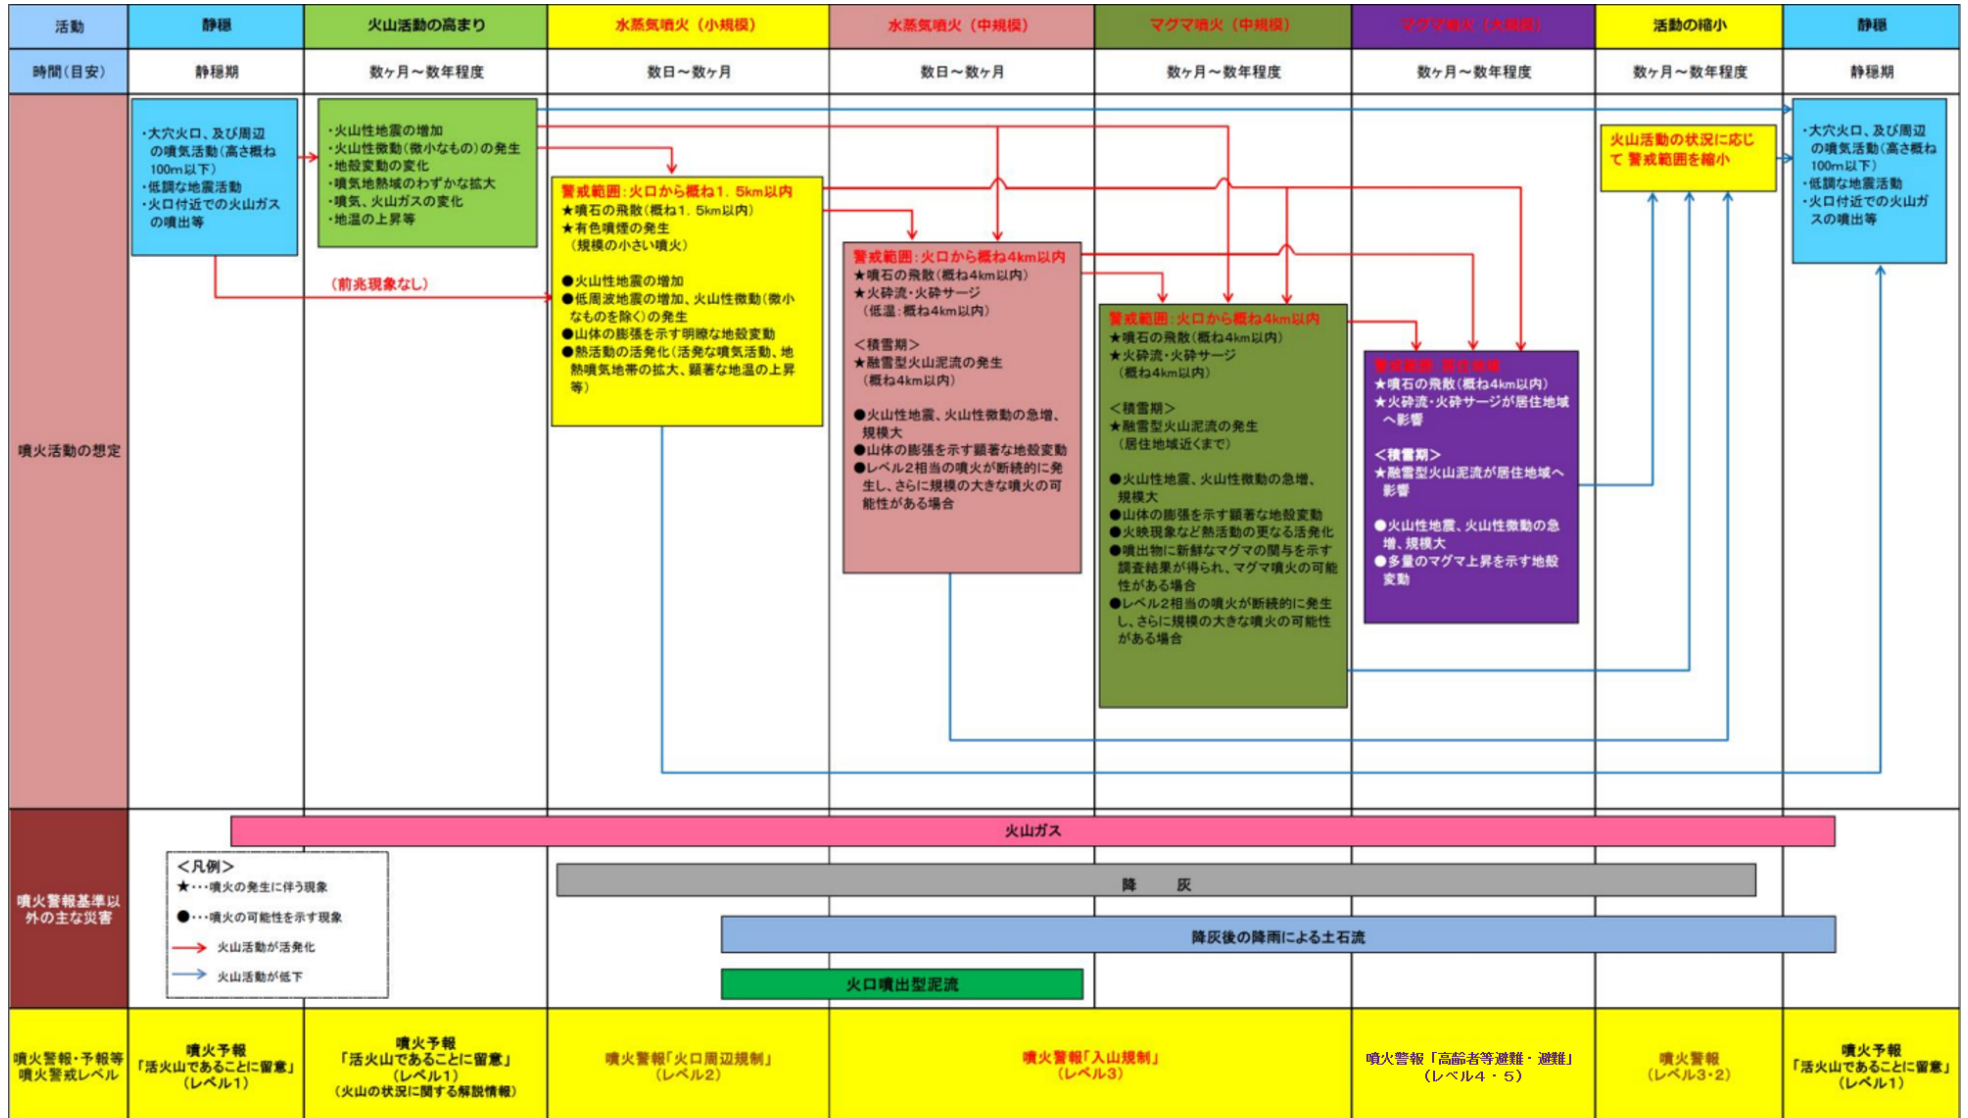 活動
静穏
火山活動の高まり
水蒸気噴火（小規模）
水蒸気噴火（中規模）
マグマ噴火（中規模）
マグマ噴火（大規模）
活動の縮小
静穏
時間（目安）
静穏期
数ヶ月～数年程度
数日～数ヶ月
数日～数ヶ月
数ヶ月～数年程度
数ヶ月～数年程度
数ヶ月～数年程度
静穏期
噴火活動の想定
・大穴火口、及び周辺
の噴気活動（高さ概ね
100m以下）
・低調な地震活動
・火口付近での火山ガス
の噴出等
・火山性地震の増加
・火山性微動（微小なもの）の発生
・地殻変動の変化
・噴気地熱域のわずかな拡大
・噴気、火山ガスの変化
・地温の上昇等
（前兆現象なし）
警戒範囲：火口から概ね1．5km以内
★噴石の飛散（概ね1．5km以内）
★有色噴煙の発生
（規模の小さい噴火）
●火山性地震の増加
●低周波地震の増加、火山性微動（微小
なものを除く）の発生
●山体の膨張を示す明瞭な地殻変動
●熱活動の活発化（活発な噴気活動、地
熱噴気地帯の拡大、顕著な地温の上昇
等）
警戒範囲：火口から概ね4km以内
★噴石の飛散（概ね4km以内）
★火砕流・火砕サージ
（低温：概ね4km以内）
＜積雪期＞
★融雪型火山泥流の発生
（概ね4km以内）
●火山性地震、火山性微動の急増、
規模大
●山体の膨張を示す顕著な地殻変動
●レベル2相当の噴火が断続的に発
生し、さらに規模の大きな噴火の可
能性がある場合
警戒範囲：火口から概ね4km以内
★噴石の飛散（概ね4km以内）
★火砕流・火砕サージ
（概ね4km以内）
＜積雪期＞
★融雪型火山泥流の発生
（居住地域近くまで）
●火山性地震、火山性微動の急増、
規模大
●山体の膨張を示す顕著な地殻変動
●火映現象など熱活動の更なる活発化
●噴出物に新鮮なマグマの関与を示す
調査結果が得られ、マグマ噴火の可能
性がある場合
●レベル2相当の噴火が断続的に発生
し、さらに規模の大きな噴火の可能性
がある場合
警戒範囲：居住地域
★噴石の飛散（概ね4km以内）
★火砕流・火砕サージが居住地域
へ影響
＜積雪期＞
★融雪型火山泥流が居住地域へ
影響
●火山性地震、火山性微動の急
増、規模大
●多量のマグマ上昇を示す地殻
変動
火山活動の状況に応じ
て 警戒範囲を縮小
・大穴火口、及び周辺
の噴気活動（高さ概ね
100m以下）
・低調な地震活動
・火口付近での火山ガ
スの噴出等
噴火警報基準以
外の主な災害
火山ガス
降　灰
降灰後の降雨による土石流
火口噴出型泥流
＜凡例＞
★・・・噴火の発生に伴う現象
●・・・噴火の可能性を示す現象
火山活動が活発化
火山活動が低下
噴火警報・予報等
噴火警戒レベル
噴火予報
「活火山であることに留意」
（レベル1）
噴火予報
「活火山であることに留意」
（レベル1）
（火山の状況に関する解説情報）
噴火警報「火口周辺規制」
（レベル2）
噴火警報「入山規制」
（レベル3）
噴火警報「高齢者等避難・避難」
（レベル4・5）
噴火警報
（レベル3・2）
噴火予報
「活火山であることに留意」
（レベル1）